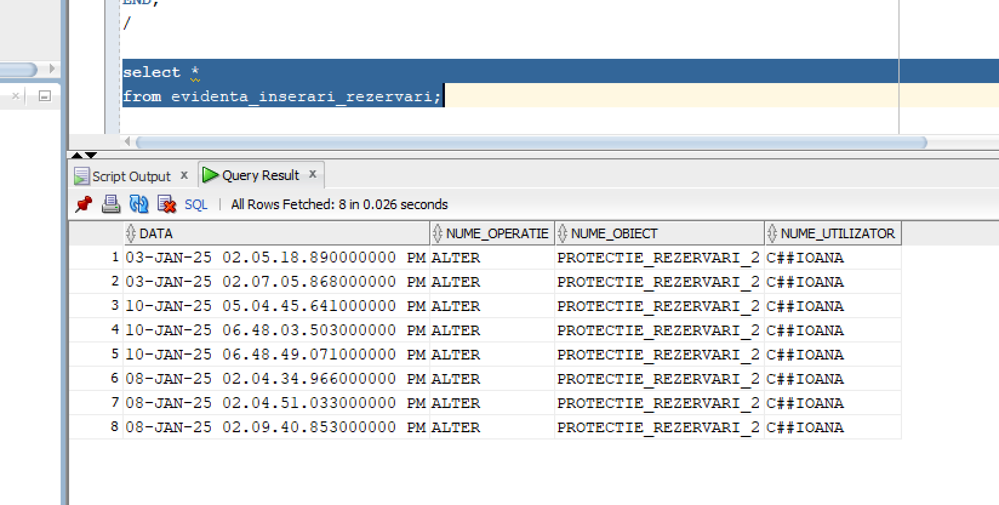 END;
/
select *
from evidenta_inserari_rezervari;
Script Output x Query Result x
SQL | All Rows Fetched: 8 in 0.026 seconds
DATA NUME_OPERATIE NUME_OBIECT NUME_UTILIZATOR
1 03-JAN-25 02.05.18.890000000 PM ALTER PROTECTIE_REZERVARI_2 C##IOANA
2 03-JAN-25 02.07.05.868000000 PM ALTER PROTECTIE_REZERVARI_2 C##IOANA
3 10-JAN-25 05.04.45.641000000 PM ALTER PROTECTIE_REZERVARI_2 C##IOANA
4 10-JAN-25 06.48.03.503000000 PM ALTER PROTECTIE_REZERVARI_2 C##IOANA
5 10-JAN-25 06.48.49.071000000 PM ALTER PROTECTIE_REZERVARI_2 C##IOANA
6 08-JAN-25 02.04.34.966000000 PM ALTER PROTECTIE_REZERVARI_2 C##IOANA
7 08-JAN-25 02.04.51.033000000 PM ALTER PROTECTIE_REZERVARI_2 C##IOANA
8 08-JAN-25 02.09.40.853000000 PM ALTER PROTECTIE_REZERVARI_2 C##IOANA